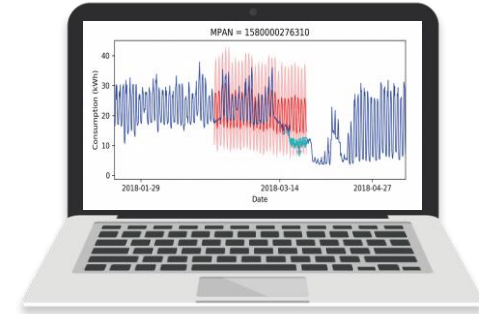 MPAN = 1580000276310
Consumption (kWh)
40
30
20
10
0
2018-01-29
2018-03-14
2018-04-27
Date